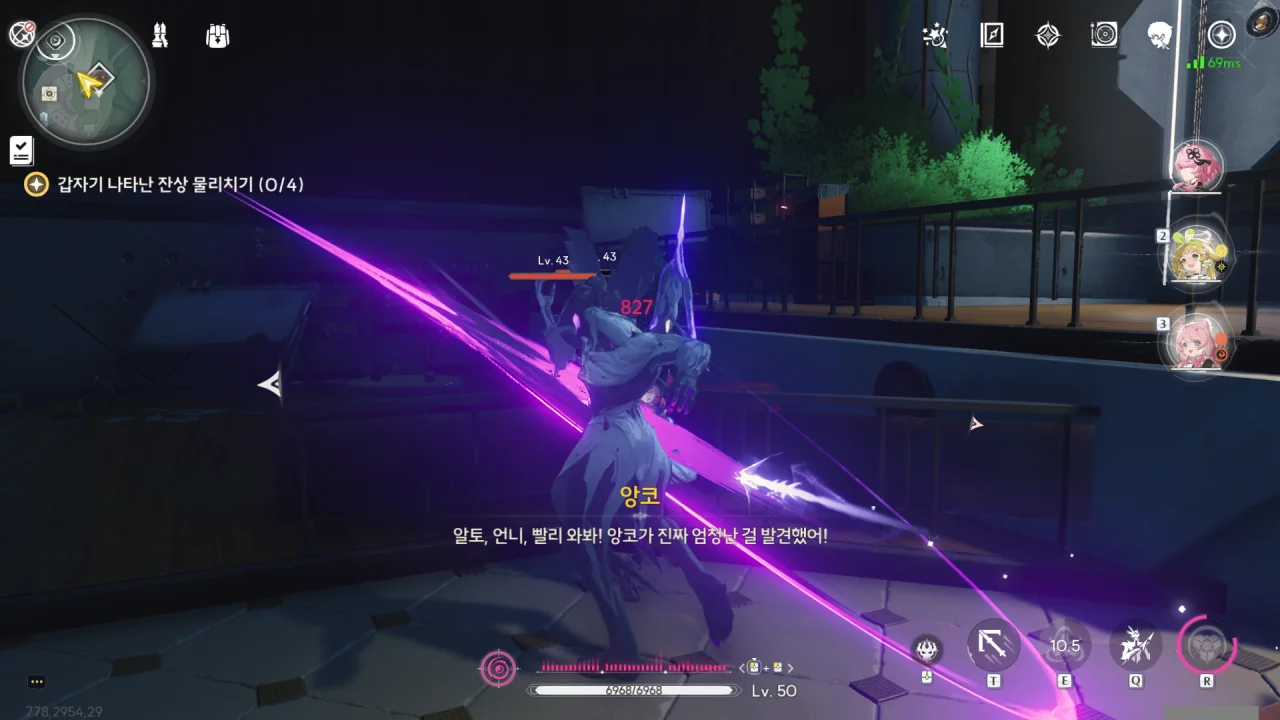 69ms
갑자기 나타난 잔상 물리치기 (0/4)
Lv. 43
. 43
827
2
3
앙코
알토, 언니, 빨리 와봐! 앙코가 진짜 엄청난 걸 발견했어!
10.5
T
E
Q
R
+
6968/6968
Lv. 50
778,2954,29